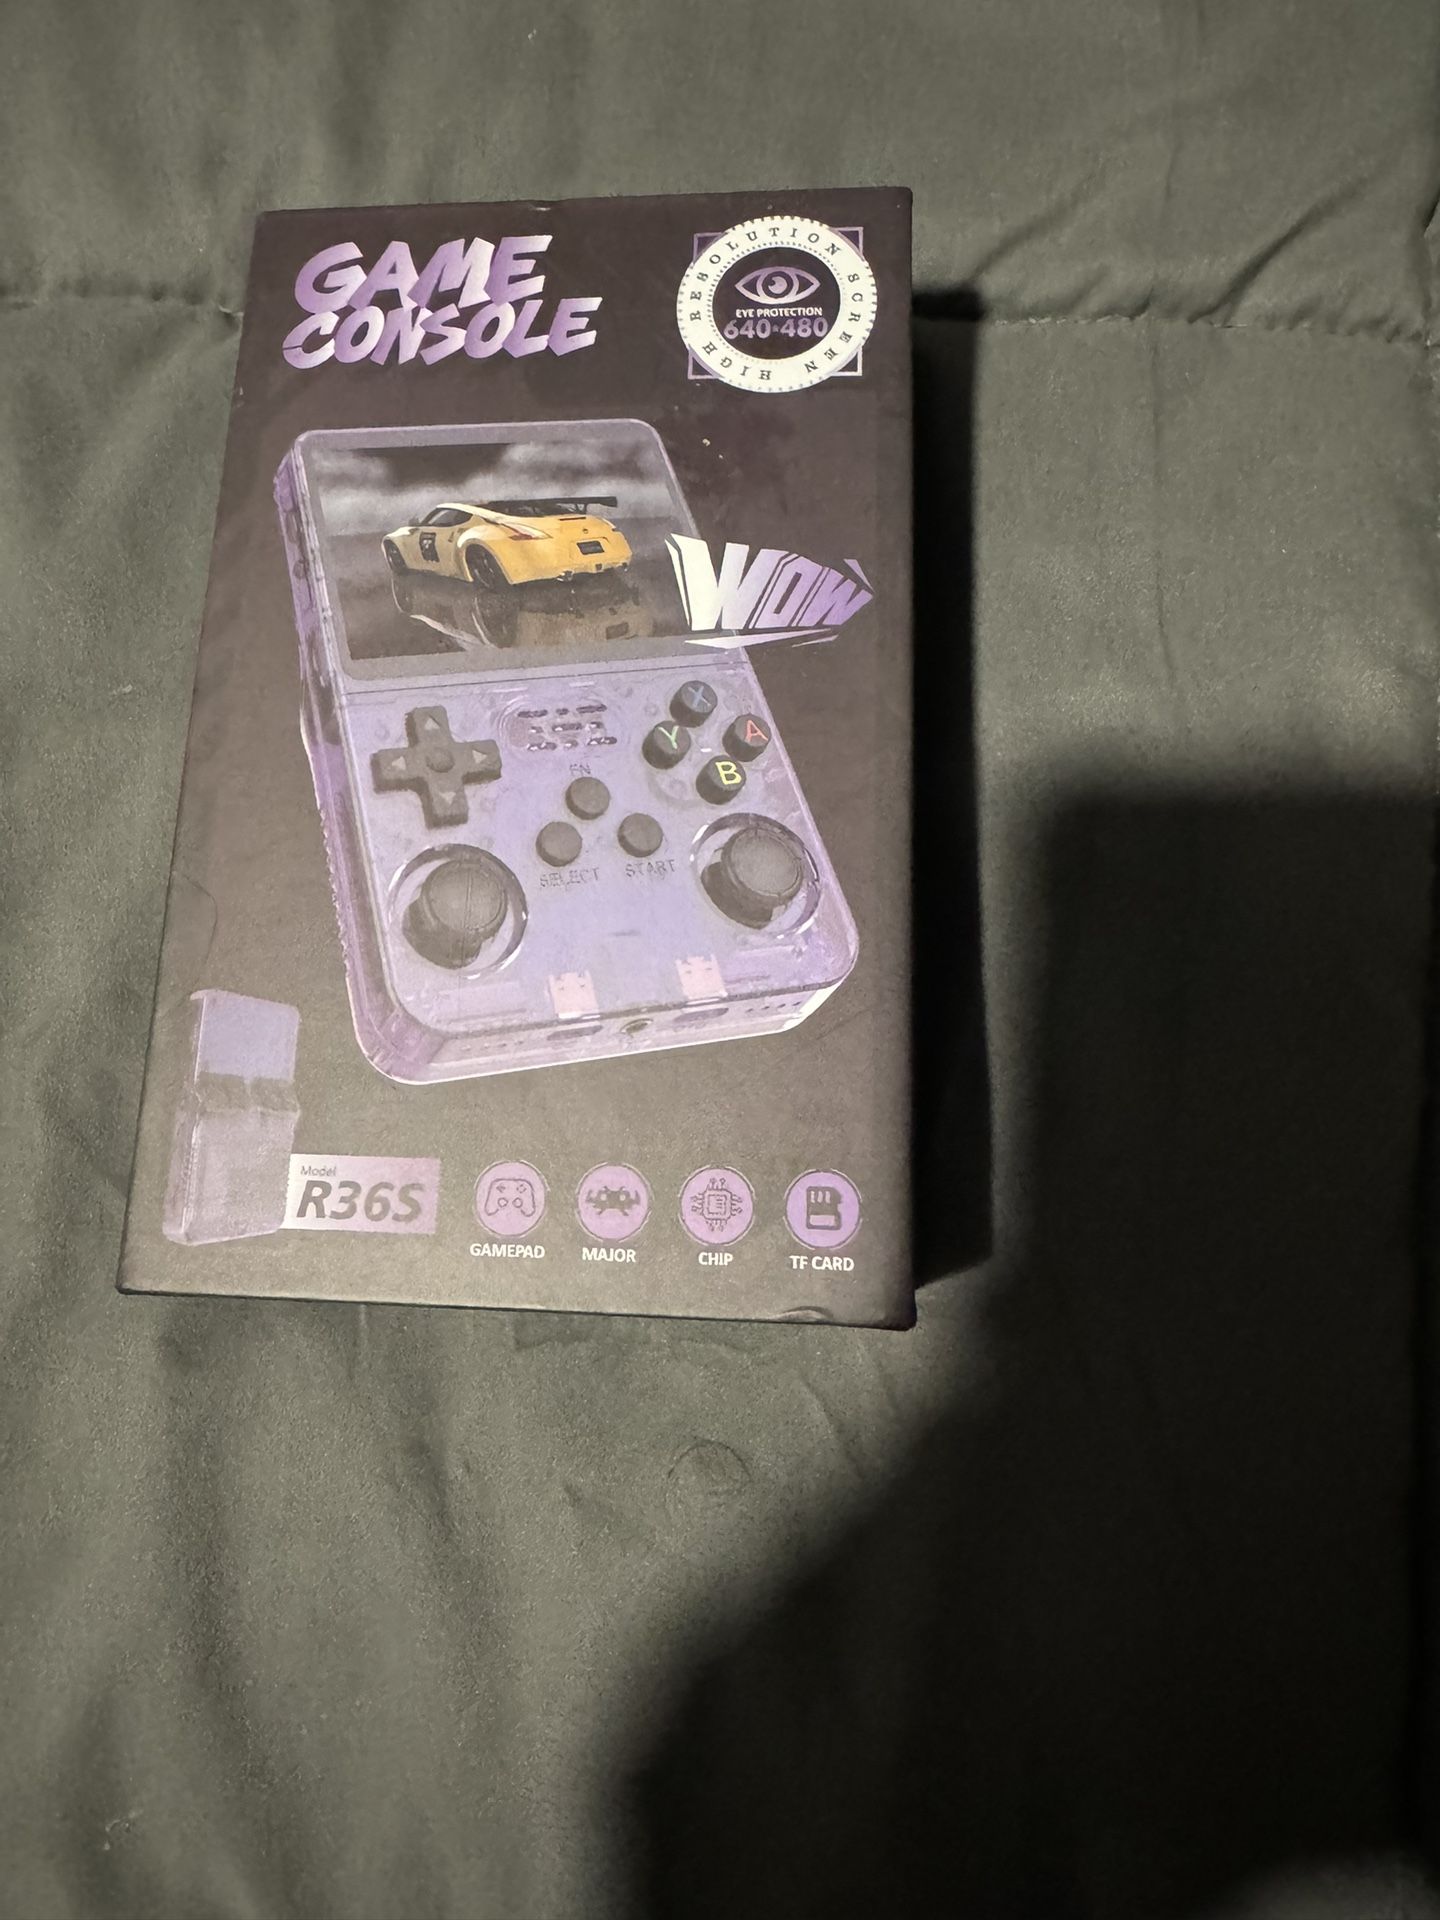 GAME
CONSOLE
HIGH RESOLUTION SCREEN
EYE PROTECTION
640*480
WOW
X
Y
A
B
FN
SELECT
START
Model
R36S
GAMEPAD
MAJOR
CHIP
TF CARD